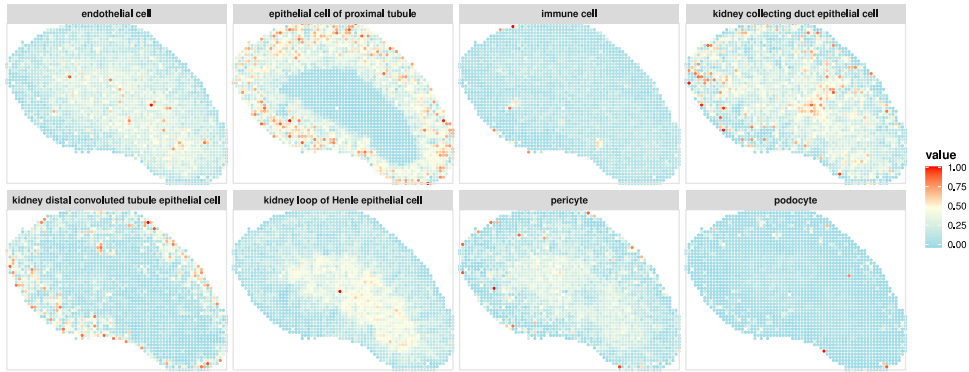 endothelial cell
epithelial cell of proximal tubule
immune cell
kidney collecting duct epithelial cell
value
1.00
0.75
0.50
0.25
0.00
kidney distal convoluted tubule epithelial cell
kidney loop of Henle epithelial cell
pericyte
podocyte